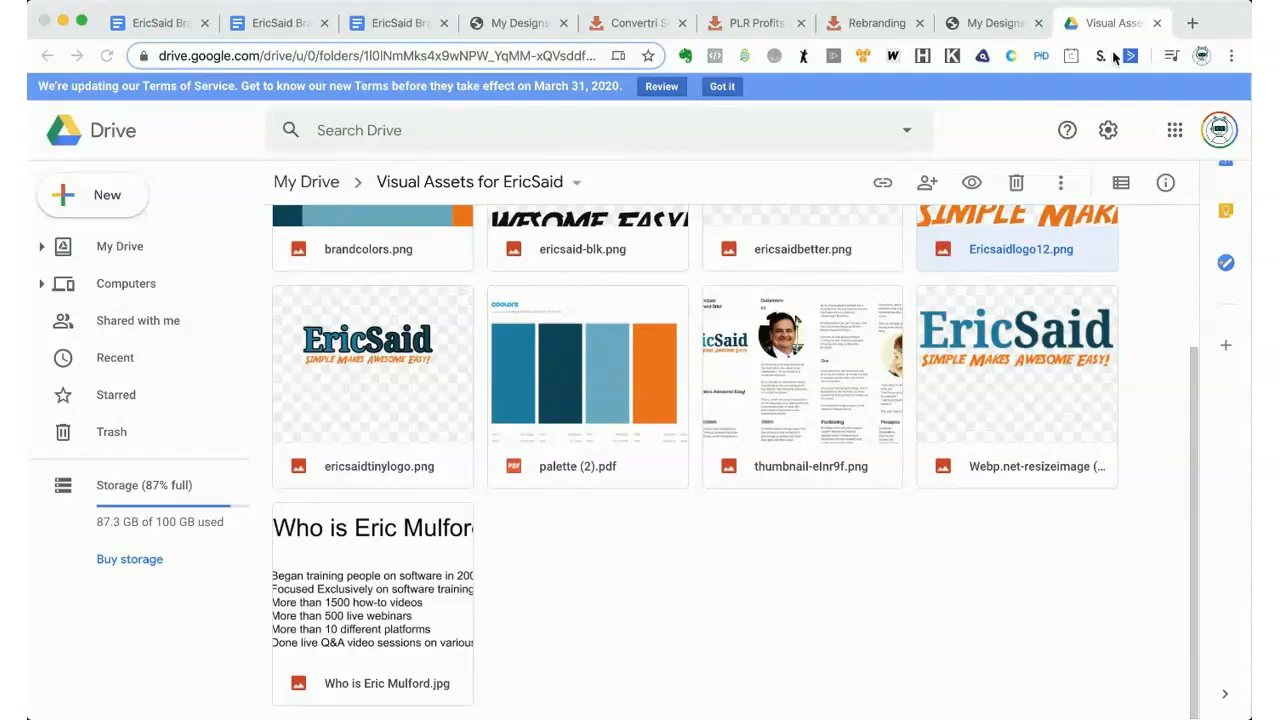 EricSaid Bra
EricSaid Bra
EricSaid Bra
My Designs
Convertri S
PLR Profits
Rebranding
My Designs
Visual Asse
drive.google.com/drive/u/0/folders/1l0lNmMks4x9wNPW_YqMM-xQVsddf...
We're updating our Terms of Service. Get to know our new Terms before they take effect on March 31, 2020.
Review
Got it
Drive
Search Drive
New
My Drive
Visual Assets for EricSaid
My Drive
Computers
Shared with me
Recent
Starred
Trash
Storage (87% full)
87.3 GB of 100 GB used
Buy storage
brandcolors.png
ericsaid-blk.png
ericsaidbetter.png
SIMPLE MAK
Ericsaidlogo12.png
EricSaid
SIMPLE MAKES AWESOME EASY!
ericsaidtinylogo.png
coolors
PDF
palette (2).pdf
thumbnail-elnr9f.png
EricSaid
SIMPLE MAKES AWESOME EASY!
Webp.net-resizeimage (...
Who is Eric Mulfor
Began training people on software in 200
Focused Exclusively on software training
More than 1500 how-to videos
More than 500 live webinars
More than 10 different platforms
Done live Q&A video sessions on variou
Who is Eric Mulford.jpg